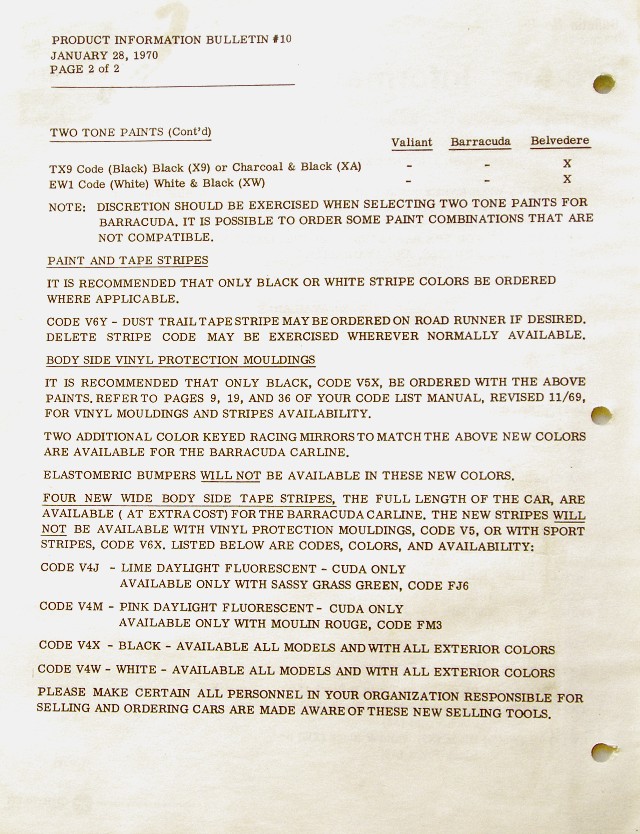 PRODUCT INFORMATION BULLETIN #10
JANUARY 28, 1970
PAGE 2 of 2
TWO TONE PAINTS (Cont'd)
Valiant Barracuda Belvedere
TX9 Code (Black) Black (X9) or Charcoal & Black (XA) - - X
EW1 Code (White) White & Black (XW) - - X
NOTE: DISCRETION SHOULD BE EXERCISED WHEN SELECTING TWO TONE PAINTS FOR
BARRACUDA. IT IS POSSIBLE TO ORDER SOME PAINT COMBINATIONS THAT ARE
NOT COMPATIBLE.
PAINT AND TAPE STRIPES
IT IS RECOMMENDED THAT ONLY BLACK OR WHITE STRIPE COLORS BE ORDERED
WHERE APPLICABLE.
CODE V6Y - DUST TRAIL TAPE STRIPE MAY BE ORDERED ON ROAD RUNNER IF DESIRED.
DELETE STRIPE CODE MAY BE EXERCISED WHEREVER NORMALLY AVAILABLE.
BODY SIDE VINYL PROTECTION MOULDINGS
IT IS RECOMMENDED THAT ONLY BLACK, CODE V5X, BE ORDERED WITH THE ABOVE
PAINTS. REFER TO PAGES 9, 19, AND 36 OF YOUR CODE LIST MANUAL, REVISED 11/69,
FOR VINYL MOULDINGS AND STRIPES AVAILABILITY.
TWO ADDITIONAL COLOR KEYED RACING MIRRORS TO MATCH THE ABOVE NEW COLORS
ARE AVAILABLE FOR THE BARRACUDA CARLINE.
ELASTOMERIC BUMPERS WILL NOT BE AVAILABLE IN THESE NEW COLORS.
FOUR NEW WIDE BODY SIDE TAPE STRIPES, THE FULL LENGTH OF THE CAR, ARE
AVAILABLE ( AT EXTRA COST) FOR THE BARRACUDA CARLINE. THE NEW STRIPES WILL
NOT BE AVAILABLE WITH VINYL PROTECTION MOULDINGS, CODE V5, OR WITH SPORT
STRIPES, CODE V6X. LISTED BELOW ARE CODES, COLORS, AND AVAILABILITY:
CODE V4J - LIME DAYLIGHT FLUORESCENT - CUDA ONLY
AVAILABLE ONLY WITH SASSY GRASS GREEN, CODE FJ6
CODE V4M - PINK DAYLIGHT FLUORESCENT - CUDA ONLY
AVAILABLE ONLY WITH MOULIN ROUGE, CODE FM3
CODE V4X - BLACK - AVAILABLE ALL MODELS AND WITH ALL EXTERIOR COLORS
CODE V4W - WHITE - AVAILABLE ALL MODELS AND WITH ALL EXTERIOR COLORS
PLEASE MAKE CERTAIN ALL PERSONNEL IN YOUR ORGANIZATION RESPONSIBLE FOR
SELLING AND ORDERING CARS ARE MADE AWARE OF THESE NEW SELLING TOOLS.